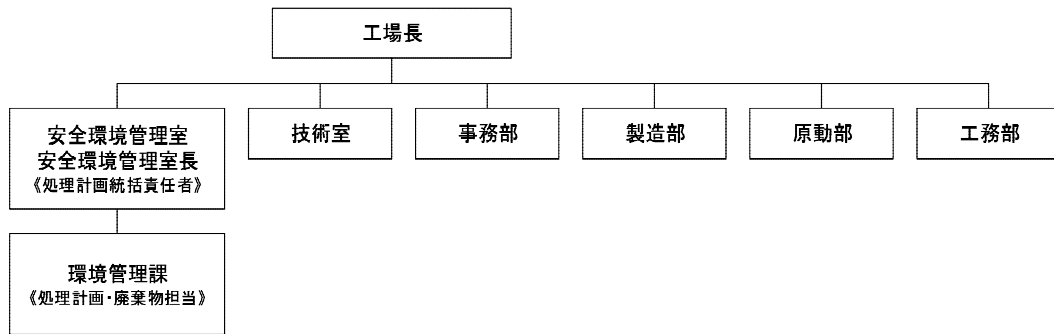 工場長
安全環境管理室
安全環境管理室長
《処理計画統括責任者》
技術室
事務部
製造部
原動部
工務部
環境管理課
《処理計画・廃棄物担当》